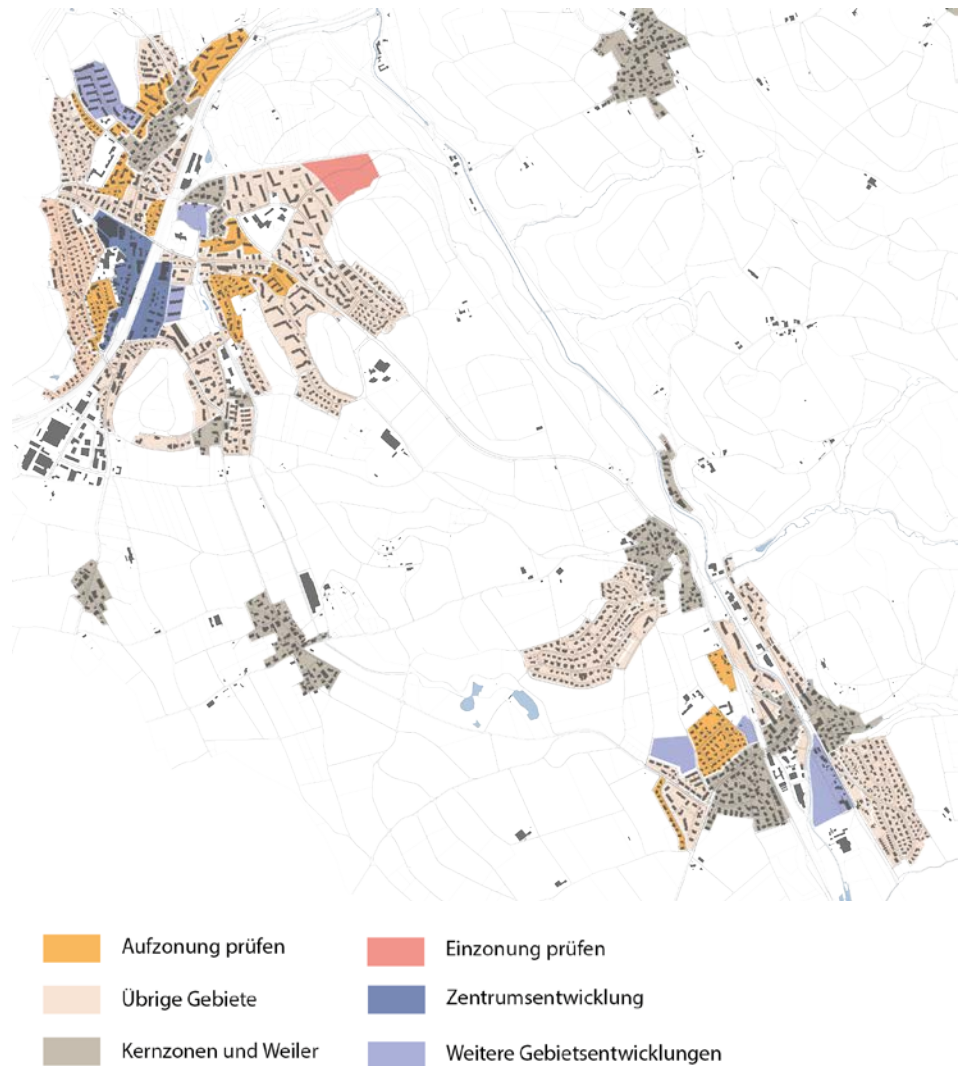 Aufzonung prüfen
Einzonung prüfen
Übrige Gebiete
Zentrumsentwicklung
Kernzonen und Weiler
Weitere Gebietsentwicklungen